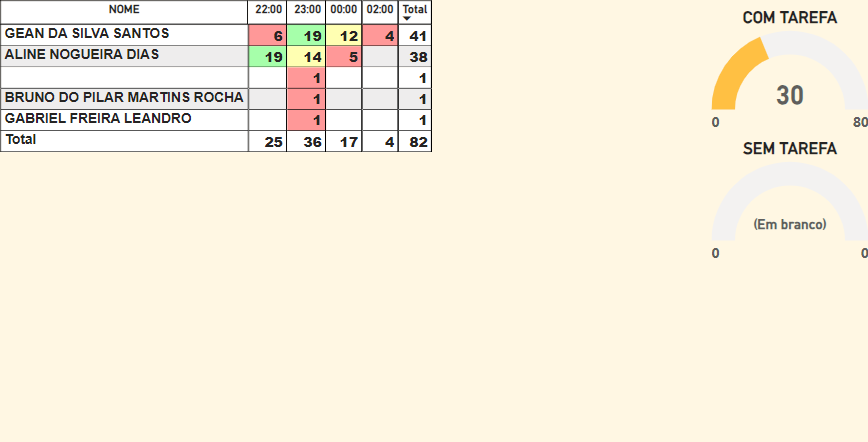 NOME 22:00 23:00 00:00 02:00 Total
GEAN DA SILVA SANTOS 6 19 12 4 41
ALINE NOGUEIRA DIAS 19 14 5 38
1 1
BRUNO DO PILAR MARTINS ROCHA 1 1
GABRIEL FREIRA LEANDRO 1 1
Total 25 36 17 4 82
COM TAREFA
30
0 80
SEM TAREFA
(Em branco)
0 0